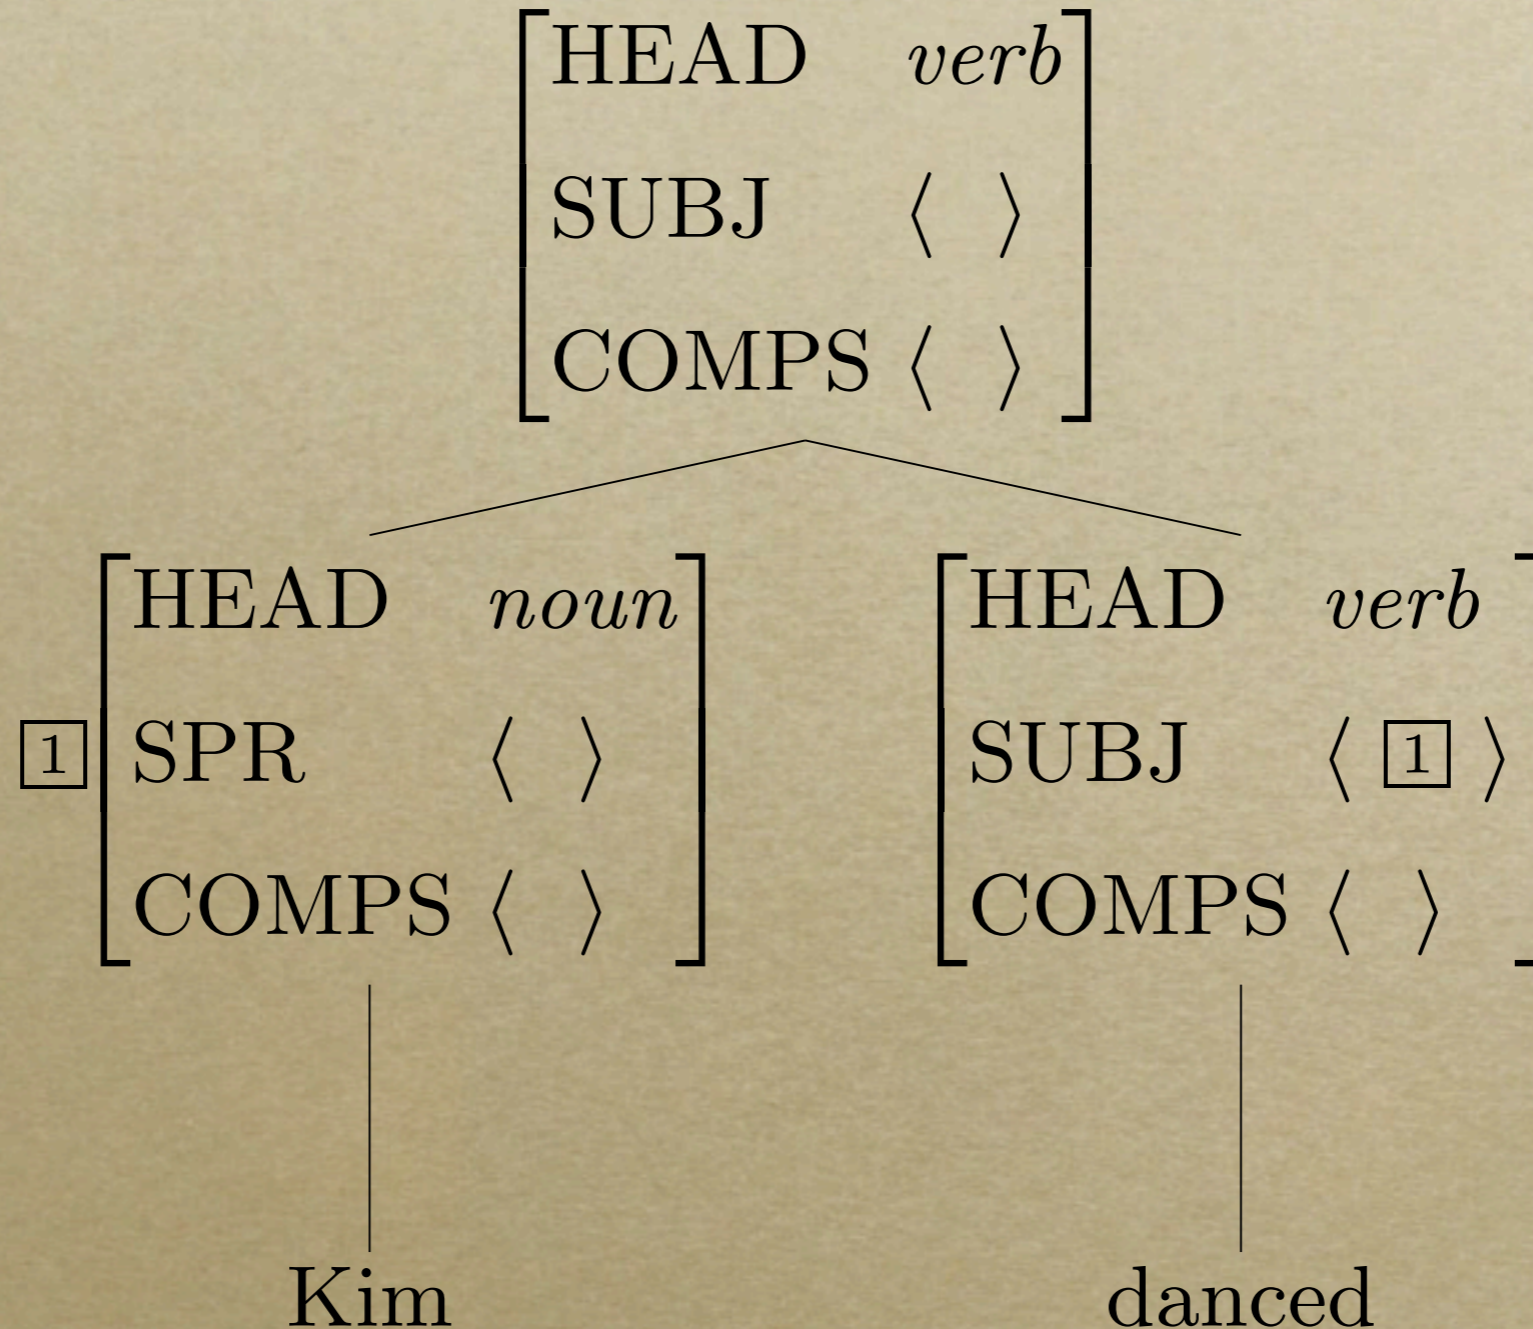 HEAD verb
SUBJ ⟨ ⟩
COMPS ⟨ ⟩
HEAD noun
1 SPR ⟨ ⟩
COMPS ⟨ ⟩
HEAD verb
SUBJ ⟨ 1 ⟩
COMPS ⟨ ⟩
Kim
danced